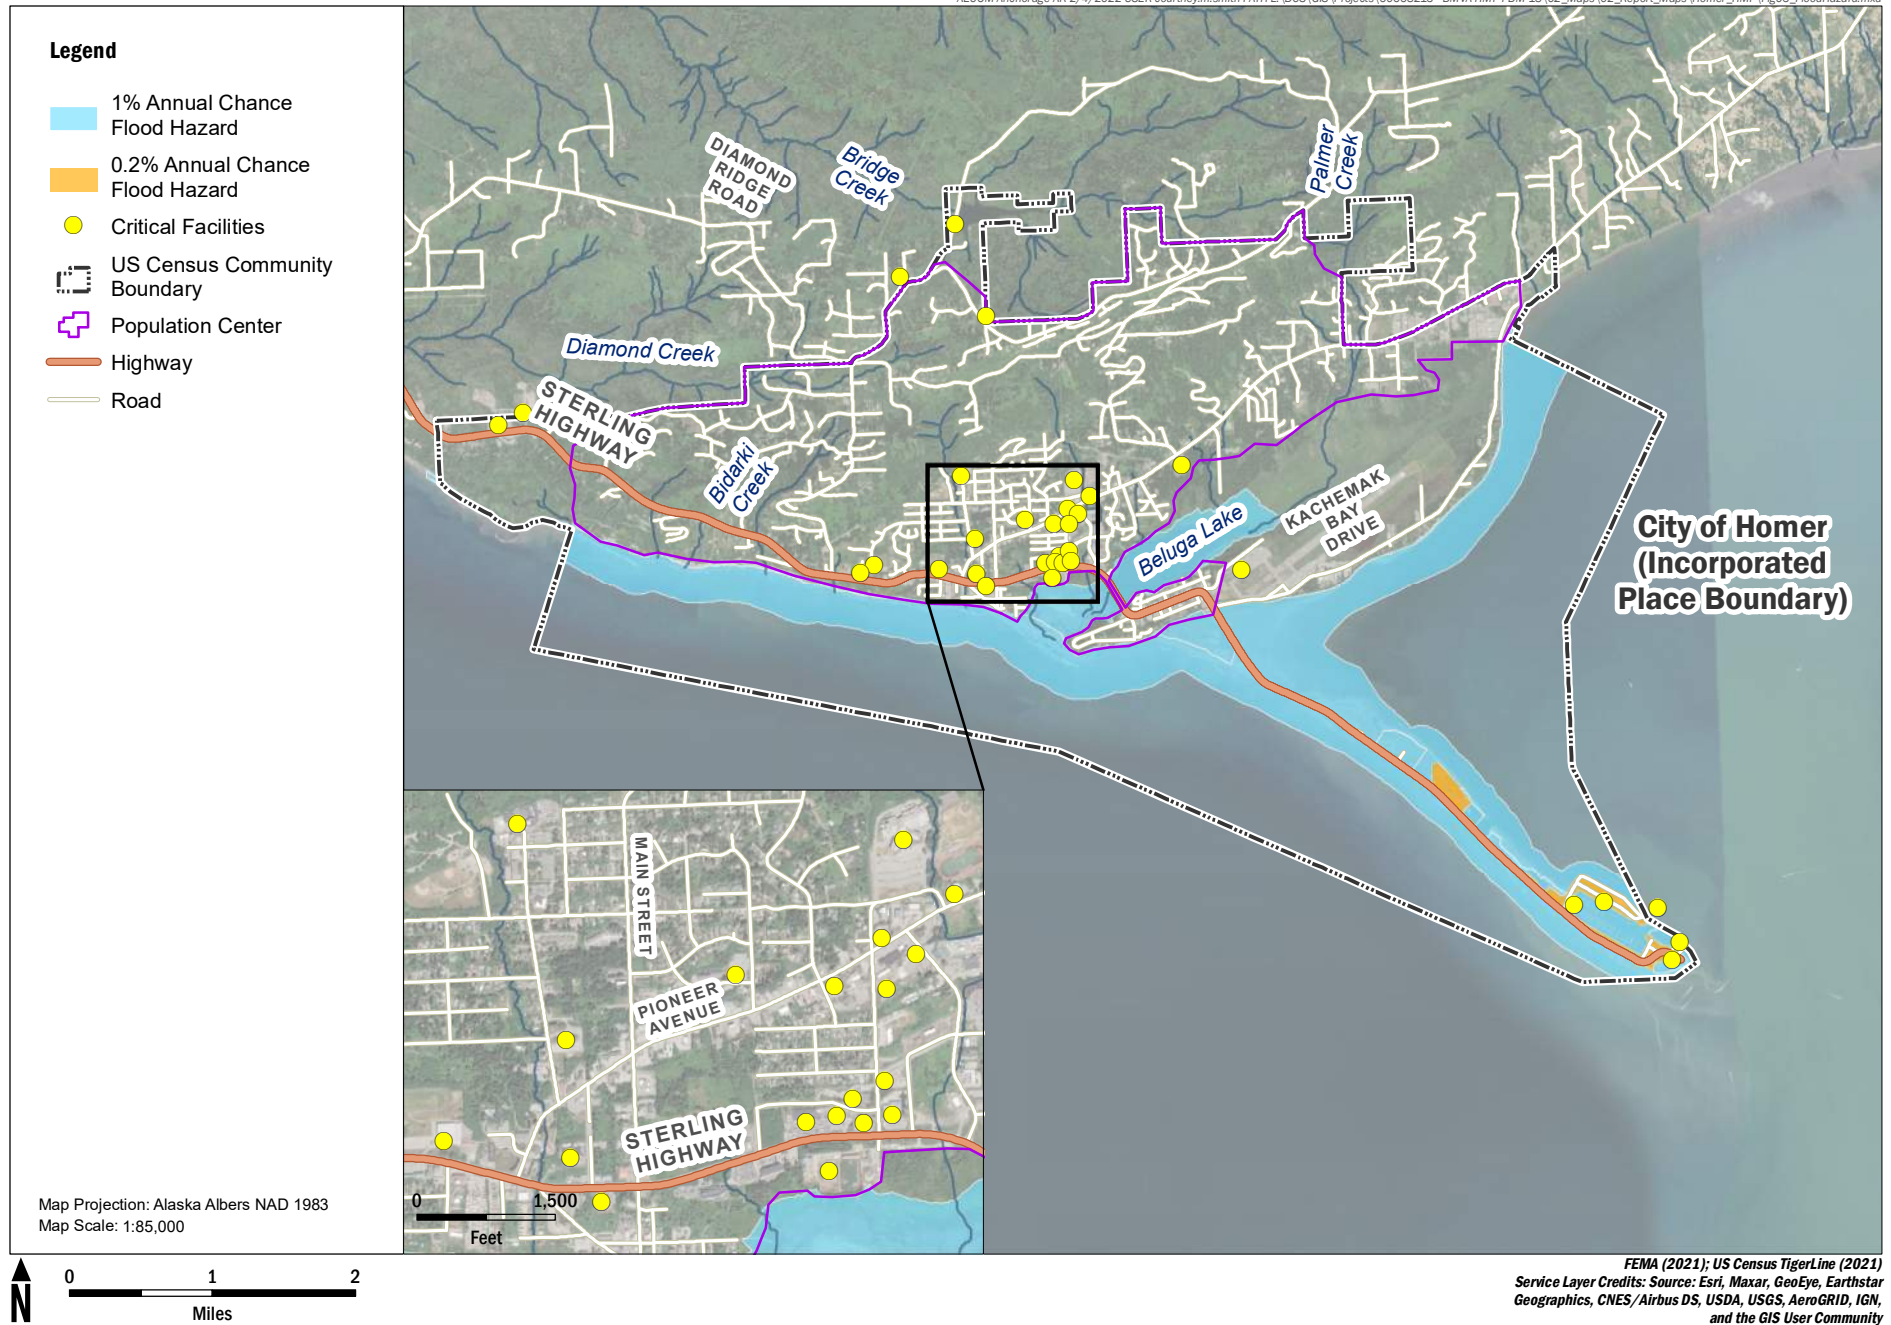 Legend
1% Annual Chance
Flood Hazard
0.2% Annual Chance
Flood Hazard
Critical Facilities
US Census Community
Boundary
Population Center
Highway
Road
Map Projection: Alaska Albers NAD 1983
Map Scale: 1:85,000
0 1 2
Miles
N
DIAMOND
RIDGE
ROAD
Bridge
Creek
Palmer
Creek
Diamond Creek
STERLING
HIGHWAY
Bidarki
Creek
Beluga Lake
KACHEMAK
BAY
DRIVE
City of Homer
(Incorporated
Place Boundary)
MAIN STREET
PIONEER
AVENUE
STERLING
HIGHWAY
0 1,500
Feet
FEMA (2021); US Census TigerLine (2021)
Service Layer Credits: Source: Esri, Maxar, GeoEye, Earthstar
Geographics, CNES/Airbus DS, USDA, USGS, AeroGRID, IGN,
and the GIS User Community